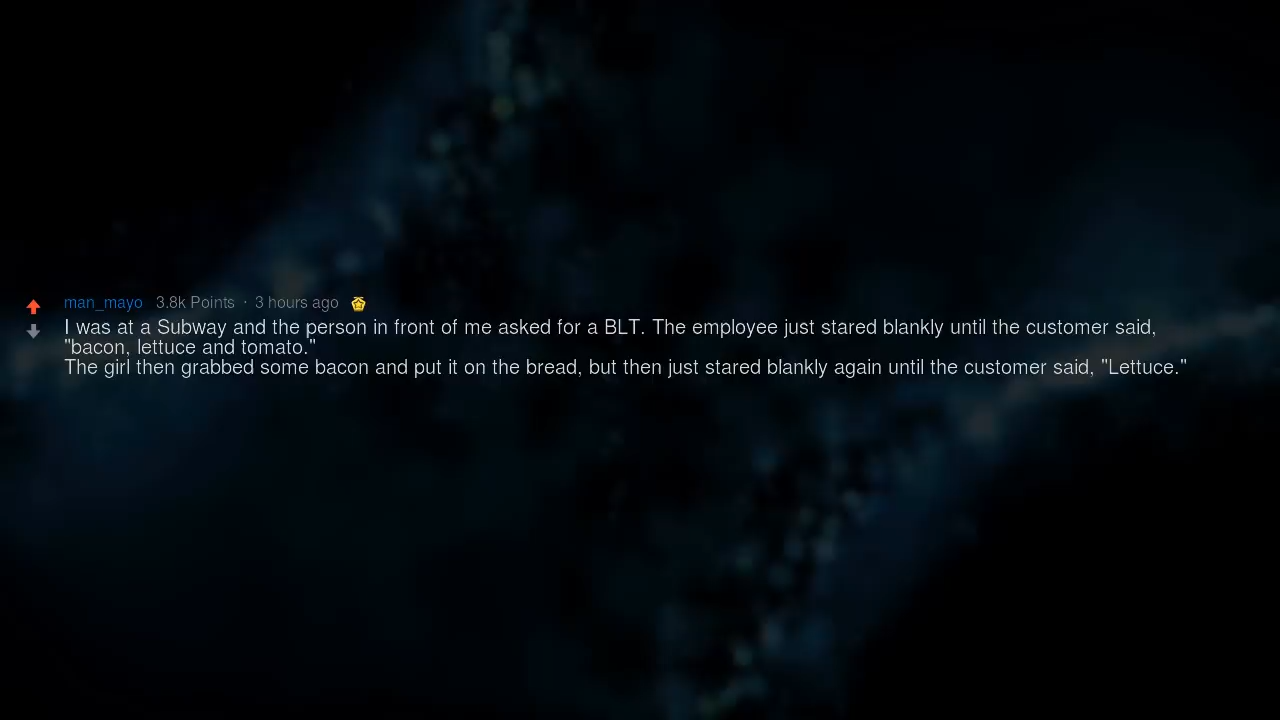 man_mayo 3.8k Points · 3 hours ago
I was at a Subway and the person in front of me asked for a BLT. The employee just stared blankly until the customer said,
"bacon, lettuce and tomato."
The girl then grabbed some bacon and put it on the bread, but then just stared blankly again until the customer said, "Lettuce."